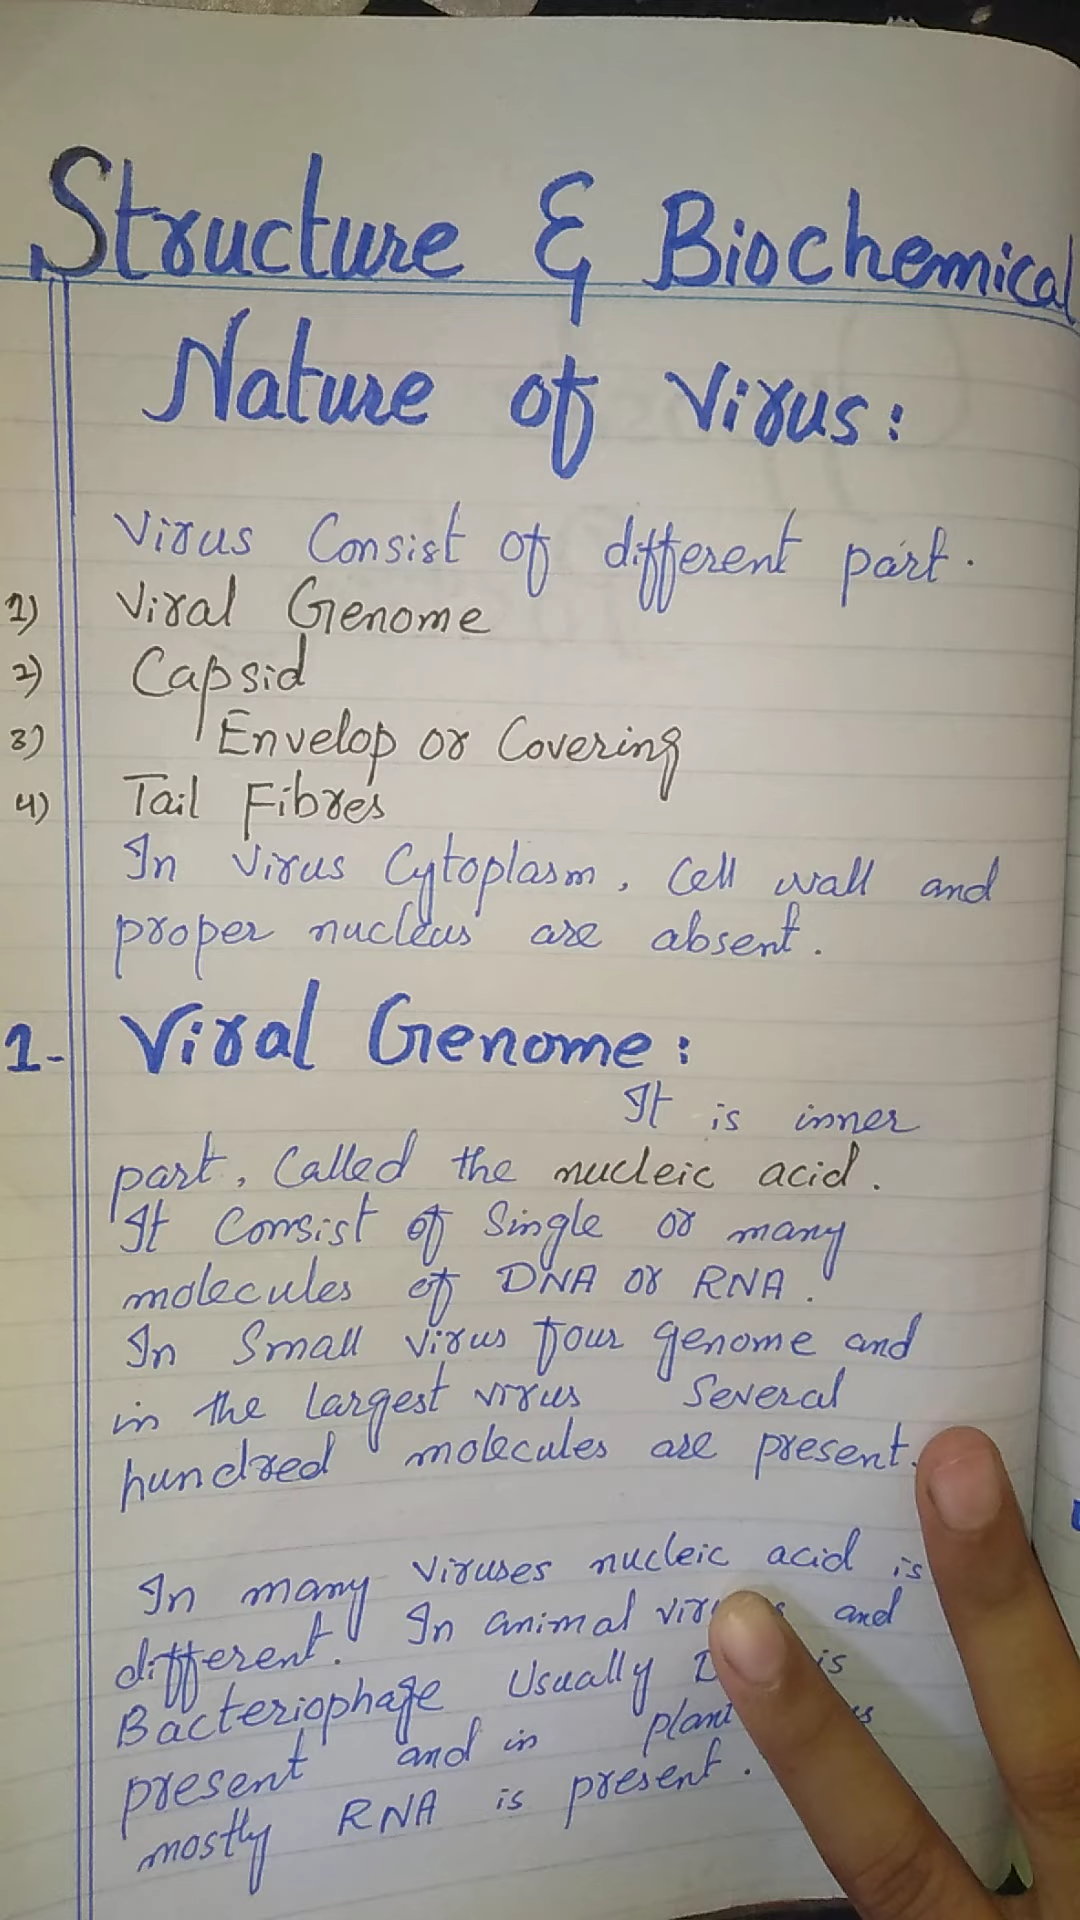 Structure & Biochemical
Nature of Virus:
Virus Consist of different part.
1) Viral Genome
2) Capsid
3) Envelop or Covering
4) Tail Fibres
In Virus Cytoplasm, Cell wall and
proper nucleus are absent.
1- Viral Genome:
It is inner
part, Called the nucleic acid.
It Consist of Single or many
molecules of DNA or RNA.
In Small virus four genome and
in the largest virus Several
hundred molecules are present.
In many Viruses nucleic acid is
different. In animal and
Bacteriophage Usually is
present and in
mostly RNA is present.